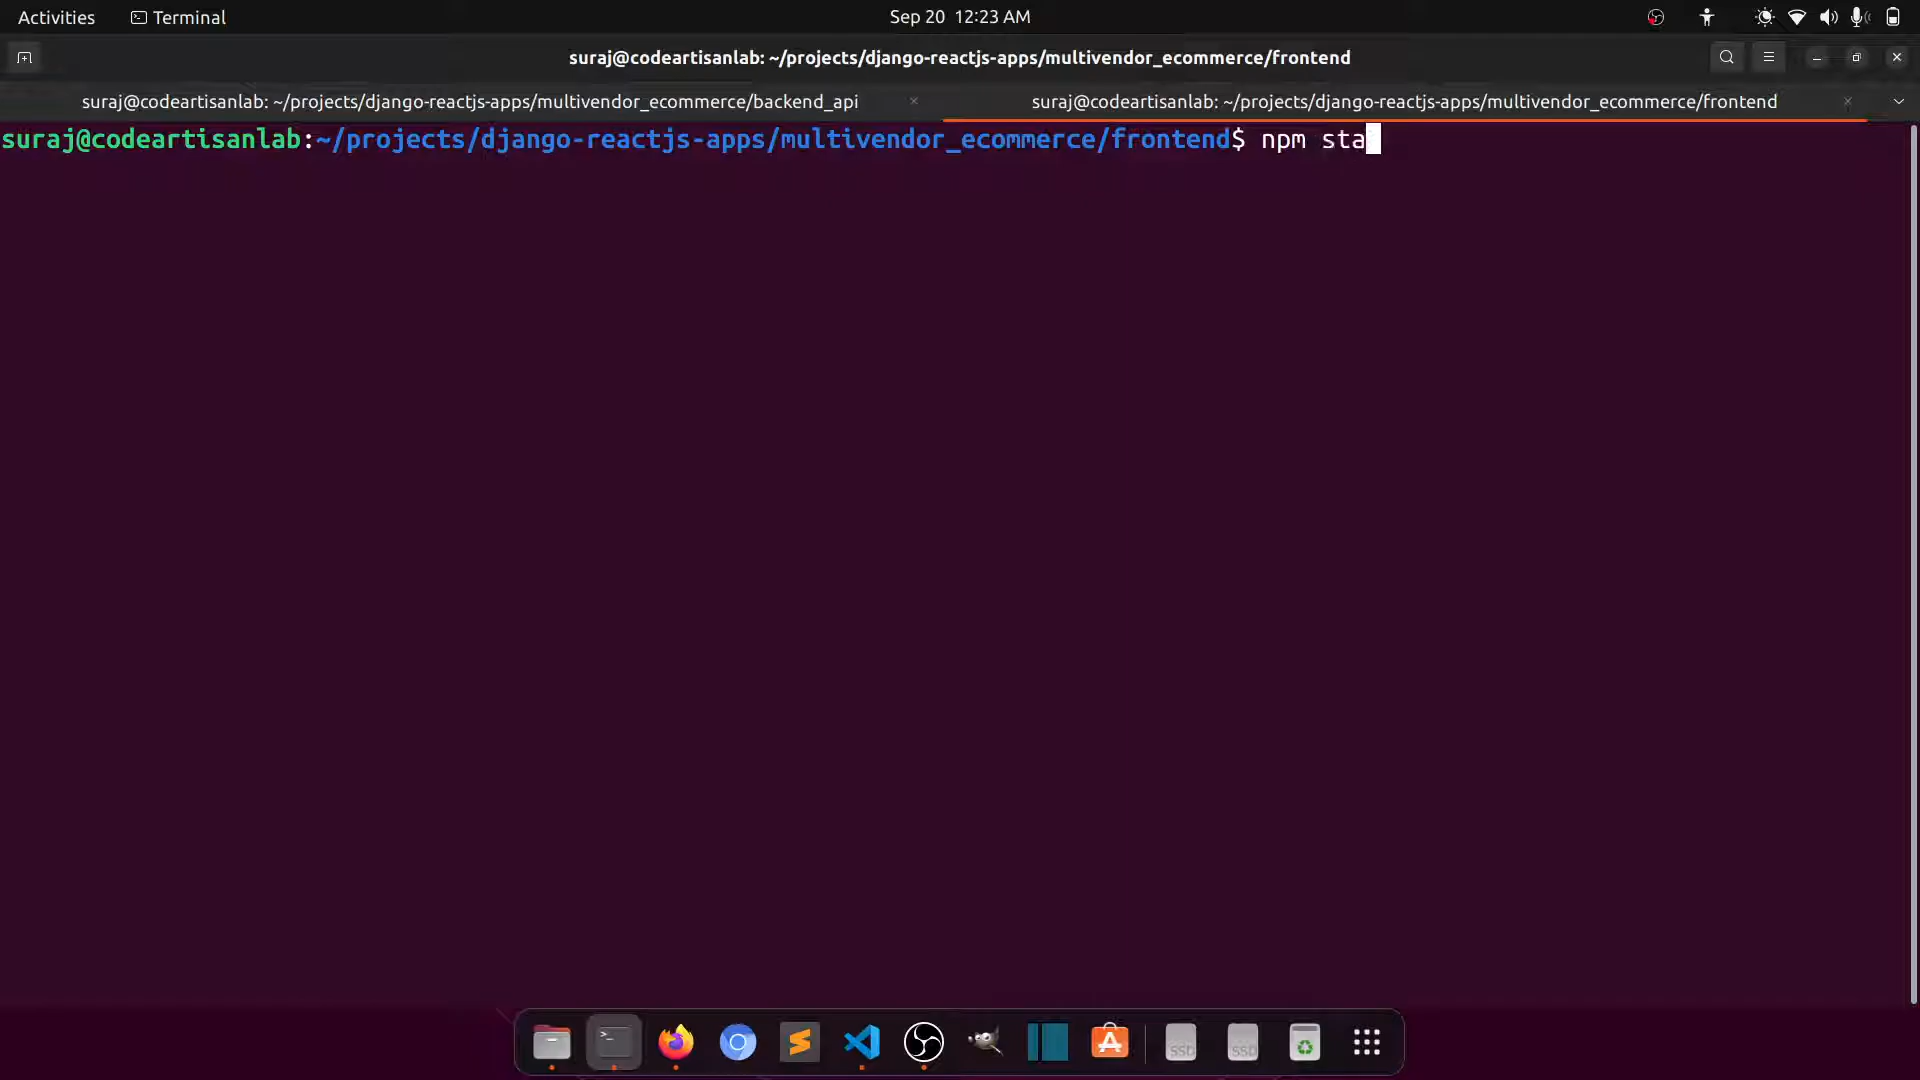 Activities Terminal Sep 20 12:23 AM
suraj@codeartisanlab: ~/projects/django-reactjs-apps/multivendor_ecommerce/frontend
suraj@codeartisanlab: ~/projects/django-reactjs-apps/multivendor_ecommerce/backend_api suraj@codeartisanlab: ~/projects/django-reactjs-apps/multivendor_ecommerce/frontend
suraj@codeartisanlab:~/projects/django-reactjs-apps/multivendor_ecommerce/frontend$ npm sta
SSD SSD